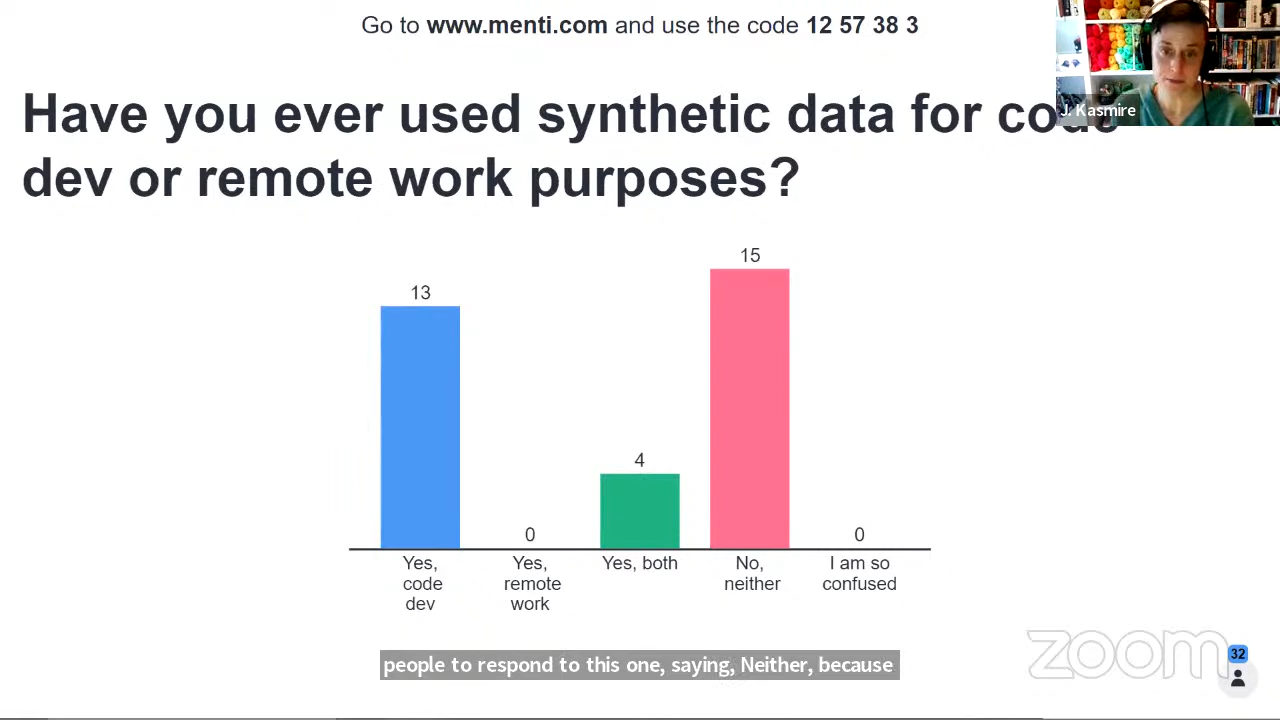 Go to www.menti.com and use the code 12 57 38 3
J. Kasmire
Have you ever used synthetic data for code
dev or remote work purposes?
13
0
4
15
0
Yes,
code
dev
Yes,
remote
work
Yes, both
No,
neither
I am so
confused
people to respond to this one, saying, Neither, because
zoom
32